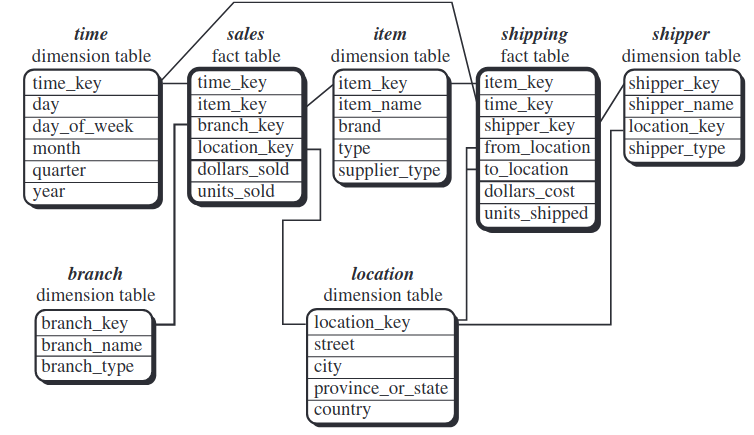 time
dimension table
time_key
day
day_of_week
month
quarter
year
sales
fact table
time_key
item_key
branch_key
location_key
dollars_sold
units_sold
item
dimension table
item_key
item_name
brand
type
supplier_type
shipping
fact table
item_key
time_key
shipper_key
from_location
to_location
dollars_cost
units_shipped
shipper
dimension table
shipper_key
shipper_name
location_key
shipper_type
branch
dimension table
branch_key
branch_name
branch_type
location
dimension table
location_key
street
city
province_or_state
country